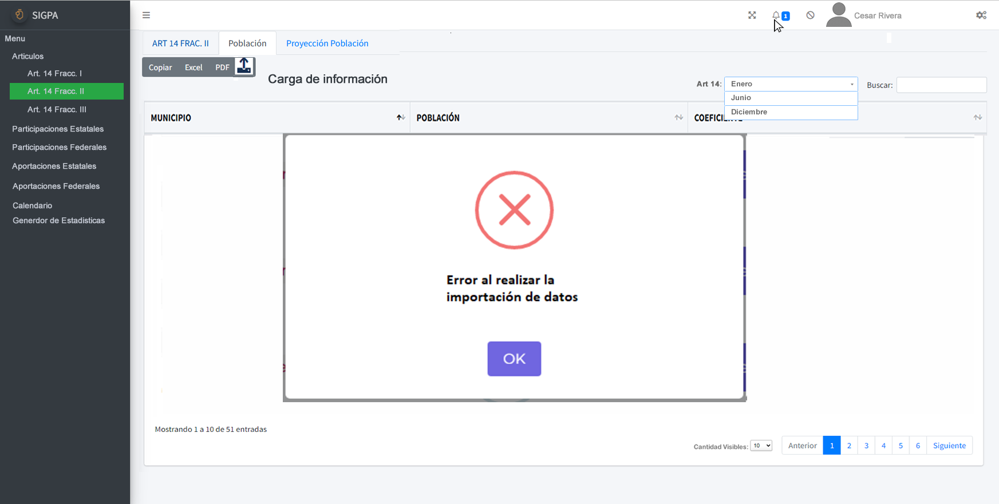 SIGPA
1
Cesar Rivera
Menu
Articulos
Art. 14 Fracc. I
Art. 14 Fracc. II
Art. 14 Fracc. III
Participaciones Estatales
Participaciones Federales
Aportaciones Estatales
Aportaciones Federales
Calendario
Generdor de Estadisticas
ART 14 FRAC. II
Población
Proyección Población
Copiar
Excel
PDF
Carga de información
Art 14:
Enero
Junio
Diciembre
Buscar:
MUNICIPIO
POBLACIÓN
COEFICIENTE
Error al realizar la
importación de datos
OK
Mostrando 1 a 10 de 51 entradas
Cantidad Visibles:
10
Anterior
1
2
3
4
5
6
Siguiente